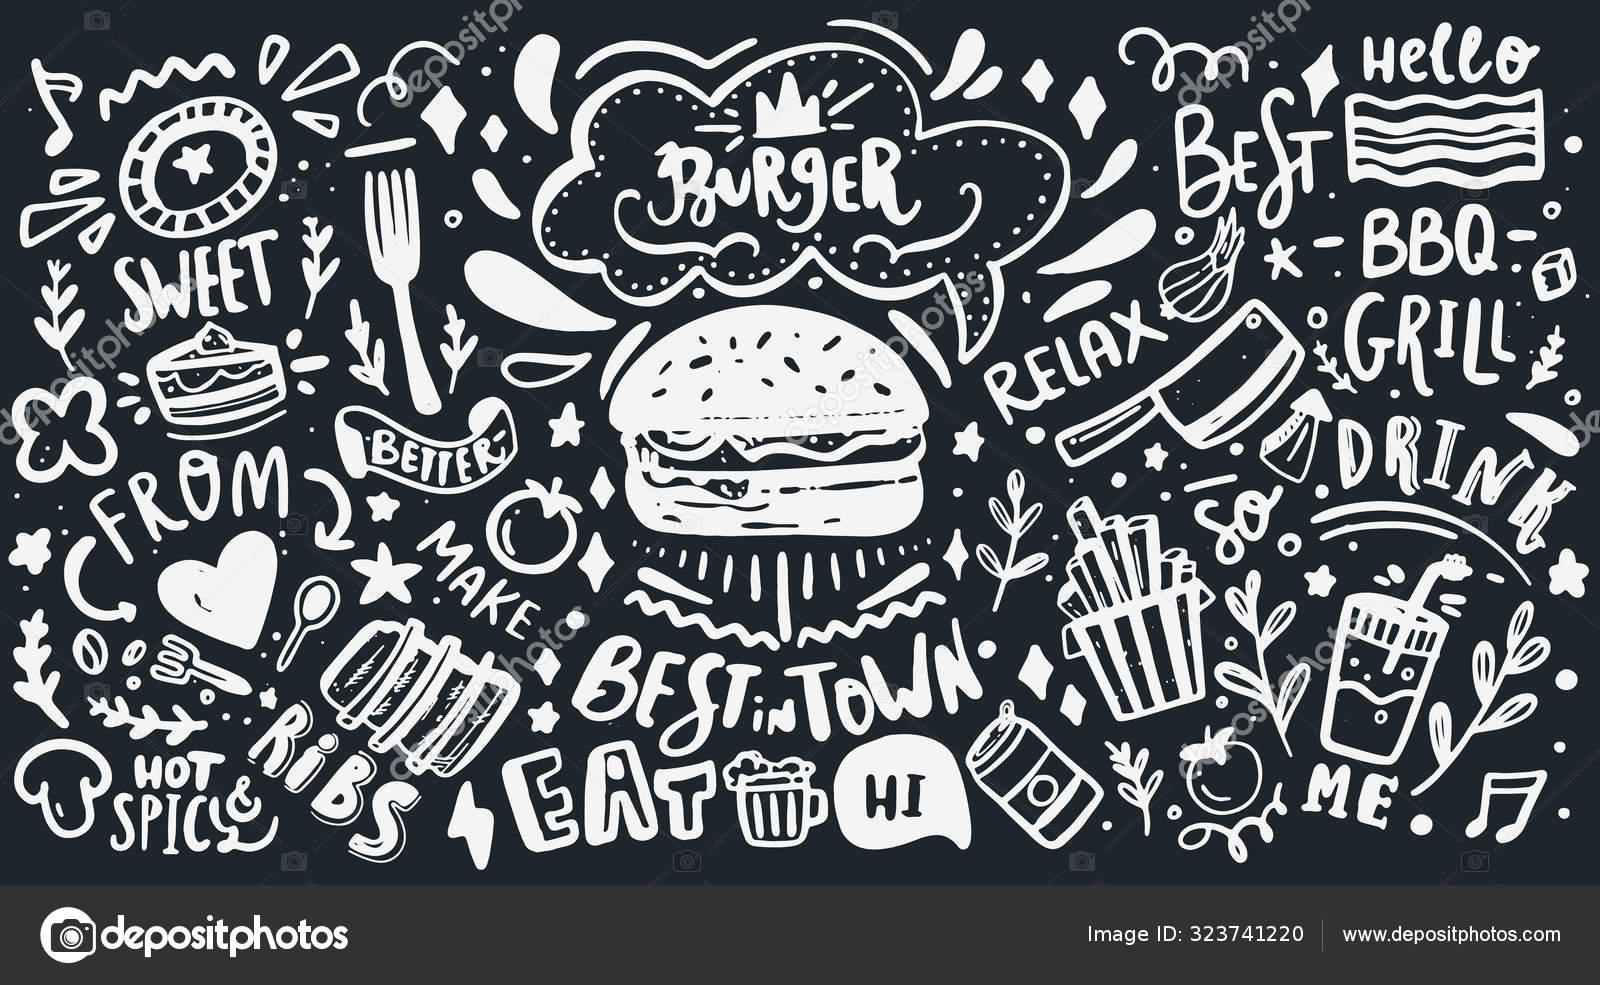 Hello
BURGER
BEST
BBQ
GRILL
SWEET
RELAX
BETTER
DRINK
FROM
SO
MAKE
BEST in TOWN
RiBS
HOT &
SPICY
EAT
HI
ME
depositphotos
Image ID: 323741220
www.depositphotos.com